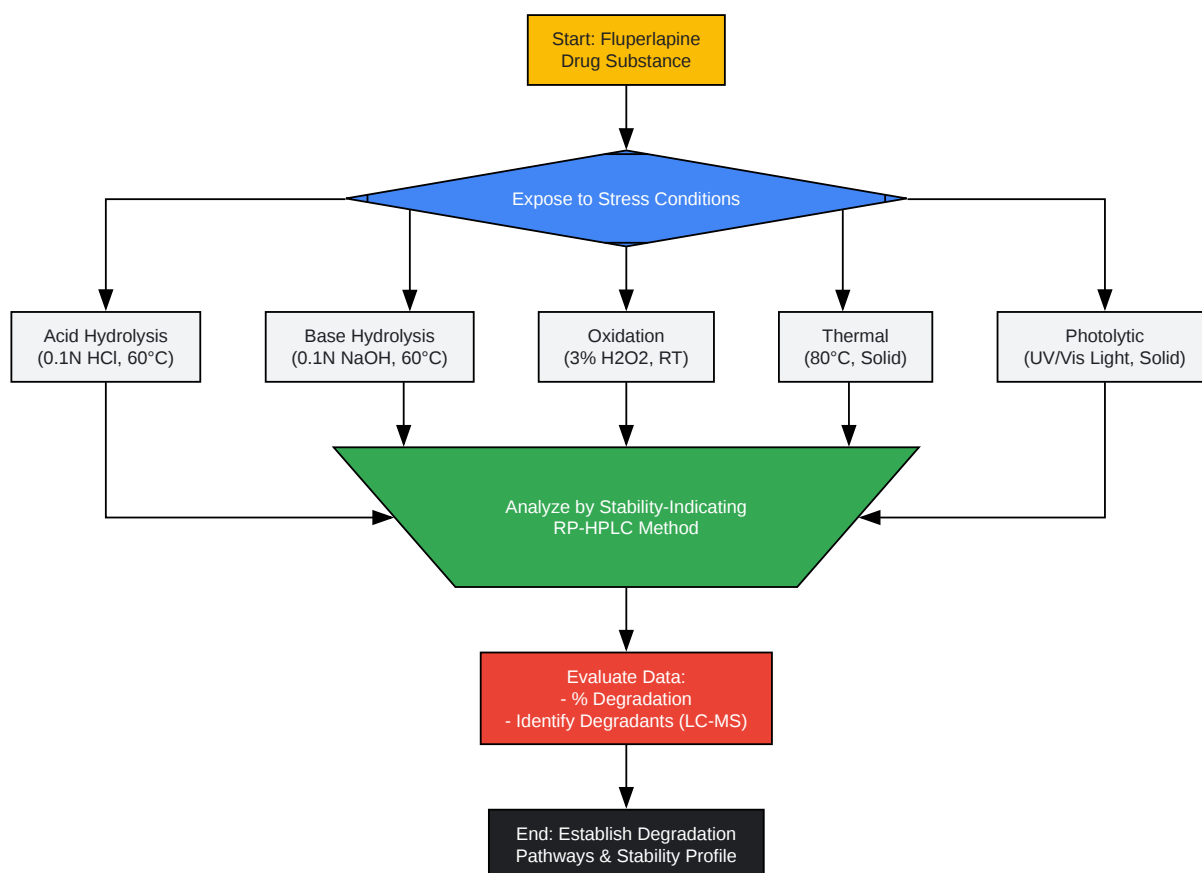 Start: Fluperlapine
Drug Substance
Expose to Stress Conditions
Acid Hydrolysis
(0.1N HCl, 60°C)
Base Hydrolysis
(0.1N NaOH, 60°C)
Oxidation
(3% H2O2, RT)
Thermal
(80°C, Solid)
Photolytic
(UV/Vis Light, Solid)
Analyze by Stability-Indicating
RP-HPLC Method
Evaluate Data:
- % Degradation
- Identify Degradants (LC-MS)
End: Establish Degradation
Pathways & Stability Profile